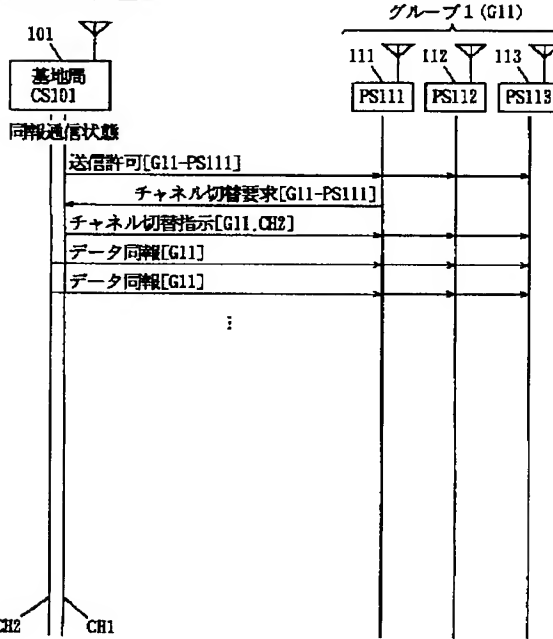 グループ1(G11)
101
111
112
113
基地局
CS101
PS111
PS112
PS113
同報通信状態
送信許可[G11-PS111]
チャネル切替要求[G11-PS111]
チャネル切替指示[G11,CH2]
データ同報[G11]
データ同報[G11]
⋮
CH2
CH1